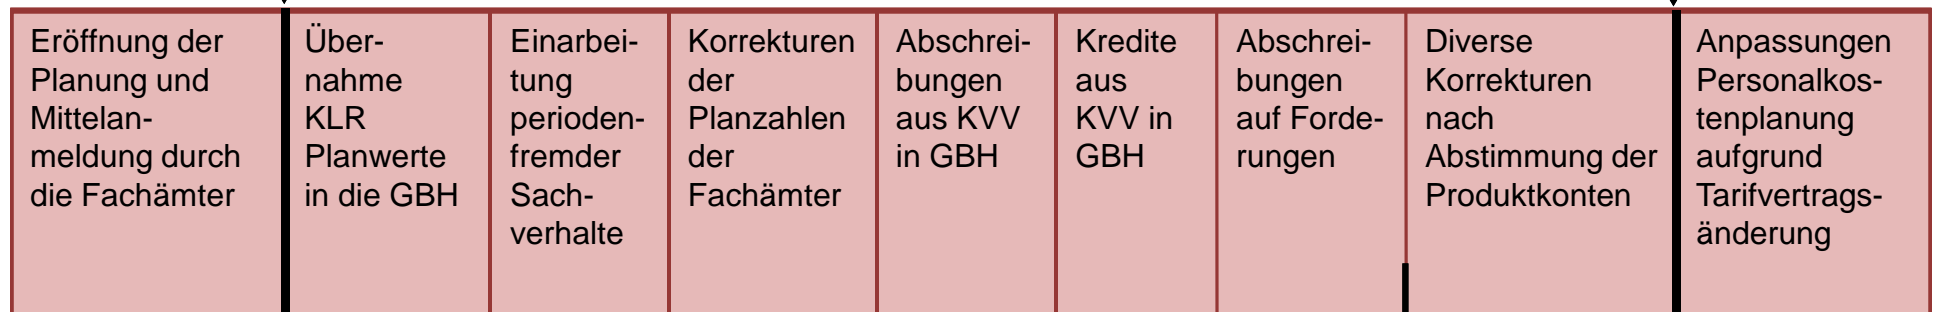 Eröffnung der
Planung und
Mittelan-
meldung durch
die Fachämter
Über-
nahme
KLR
Planwerte
in die GBH
Einarbei-
tung
perioden-
fremder
Sach-
verhalte
Korrekturen
der
Planzahlen
der
Fachämter
Abschrei-
bungen
aus KVV
in GBH
Kredite
aus
KVV in
GBH
Abschrei-
bungen
auf Forde-
rungen
Diverse
Korrekturen
nach
Abstimmung der
Produktkonten
Anpassungen
Personalkos-
tenplanung
aufgrund
Tarifvertrags-
änderung